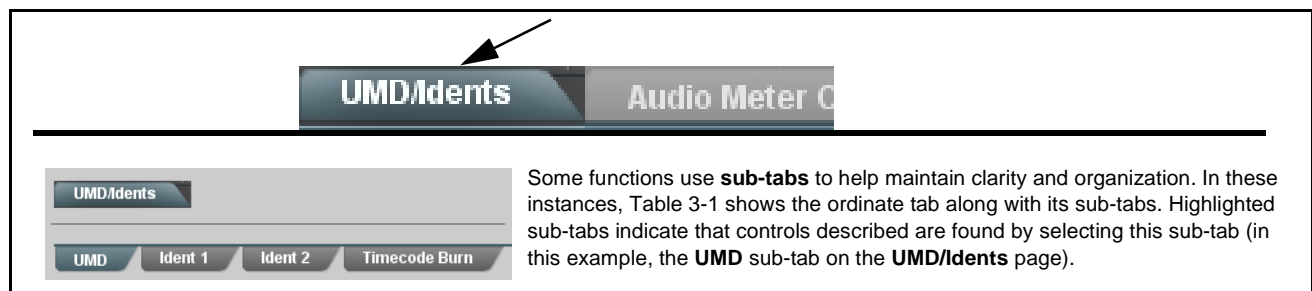 UMD/Idents
Audio Meter C
UMD/Idents
UMD Ident 1 Ident 2 Timecode Burn
Some functions use sub-tabs to help maintain clarity and organization. In these
instances, Table 3-1 shows the ordinate tab along with its sub-tabs. Highlighted
sub-tabs indicate that controls described are found by selecting this sub-tab (in
this example, the UMD sub-tab on the UMD/Idents page).